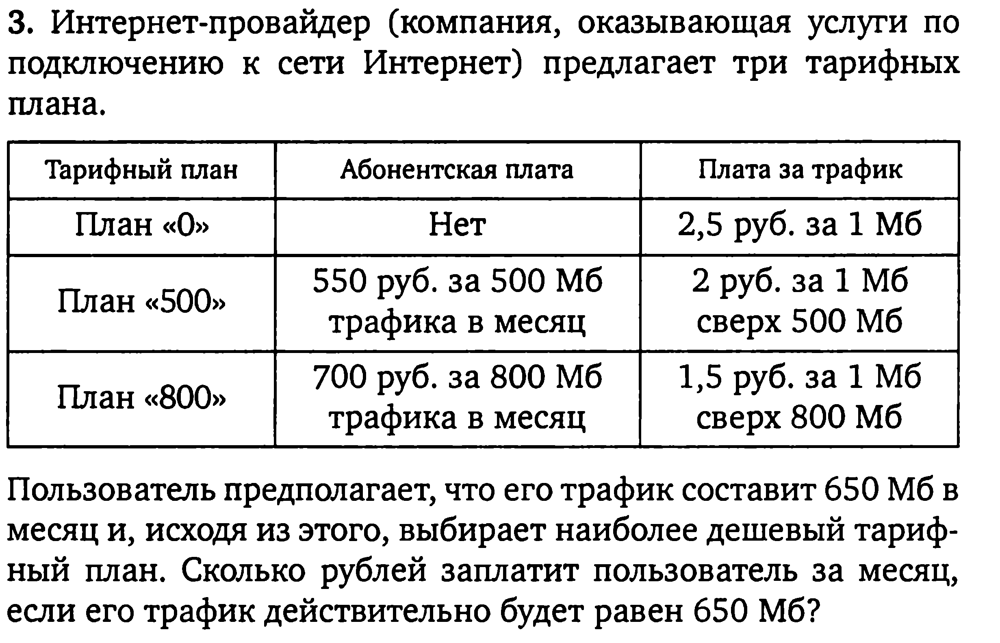 3. Интернет-провайдер (компания, оказывающая услуги по
подключению к сети Интернет) предлагает три тарифных
плана.
Тарифный план Абонентская плата Плата за трафик
План «0» Нет 2,5 руб. за 1 Мб
План «500» 550 руб. за 500 Мб трафика в месяц 2 руб. за 1 Мб сверх 500 Мб
План «800» 700 руб. за 800 Мб трафика в месяц 1,5 руб. за 1 Мб сверх 800 Мб
Пользователь предполагает, что его трафик составит 650 Мб в
месяц и, исходя из этого, выбирает наиболее дешевый тариф-
ный план. Сколько рублей заплатит пользователь за месяц,
если его трафик действительно будет равен 650 Мб?